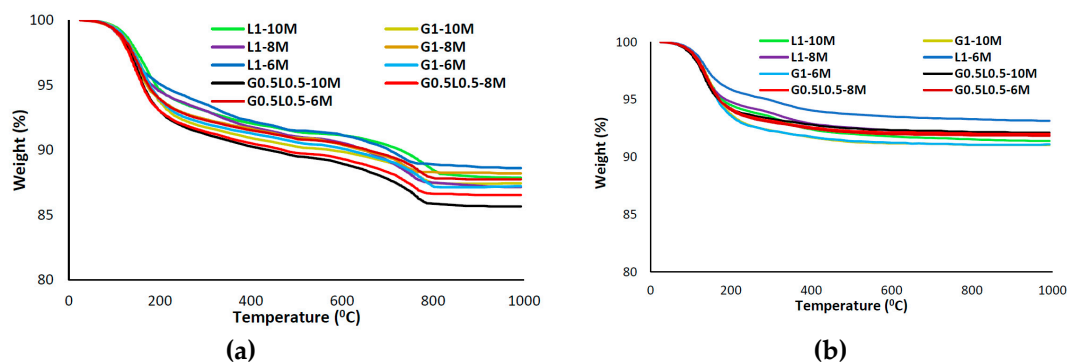 100
95
90
85
80
Weight (%)
L1-10M G1-10M
L1-8M G1-8M
L1-6M G1-6M
G0.5L0.5-10M G0.5L0.5-8M
G0.5L0.5-6M
0 200 400 600 800 1000
Temperature (⁰C)
(a)
100
95
90
85
80
Weight (%)
L1-10M G1-10M
L1-8M L1-6M
G1-6M G0.5L0.5-10M
G0.5L0.5-8M G0.5L0.5-6M
0 200 400 600 800 1000
Temperature (⁰C)
(b)